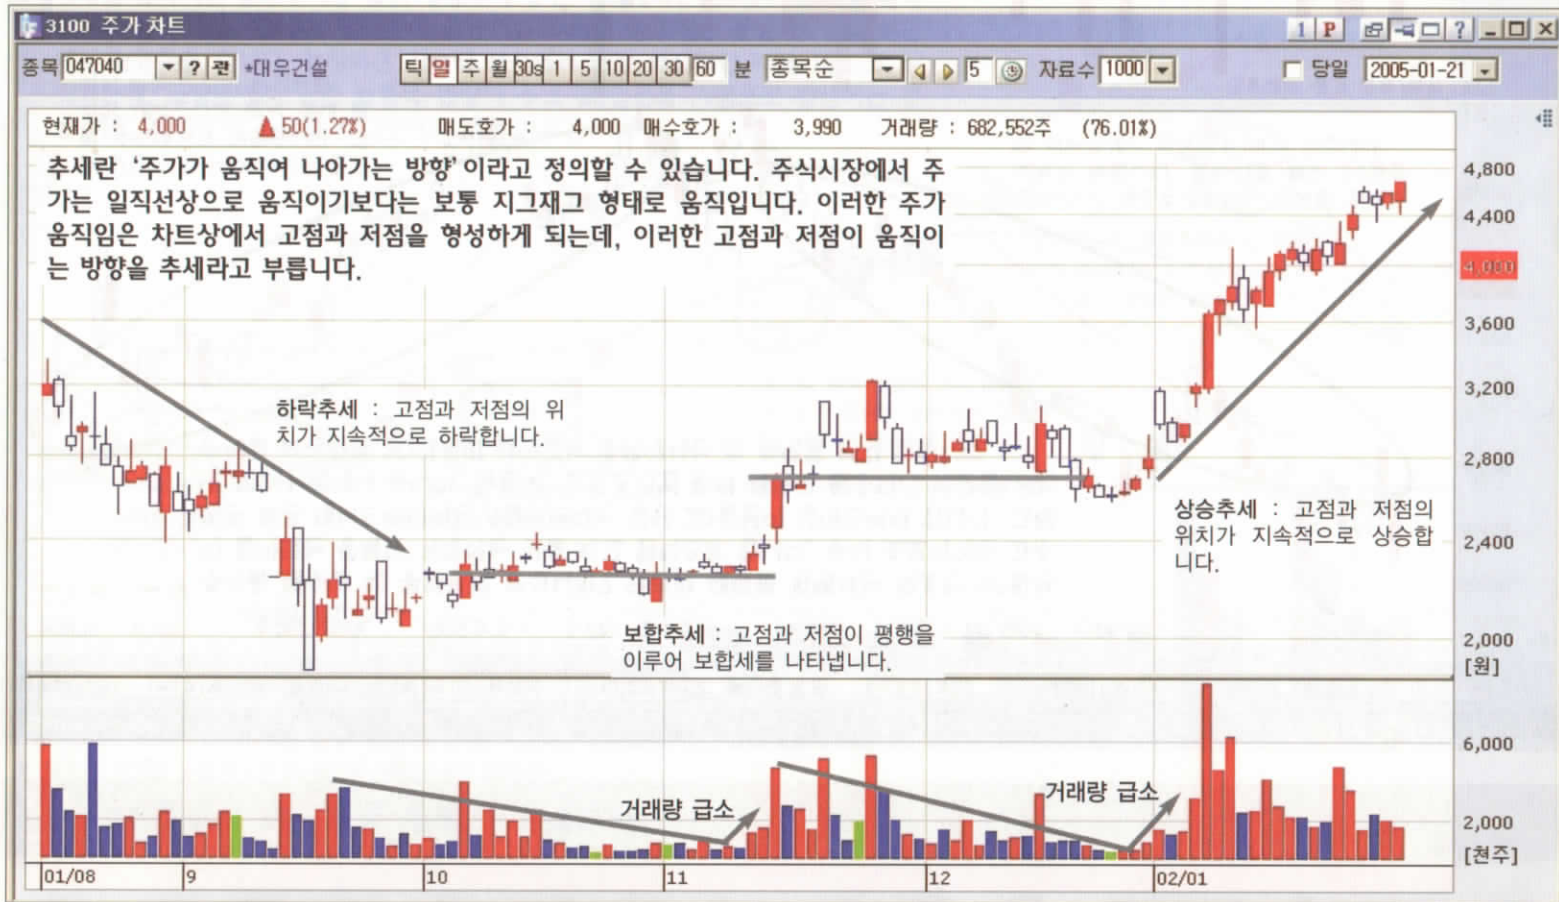 3100 주가 차트
1 P ?
종목 047040 ? 관 *대우건설 틱 일 주 월 30s 1 5 10 20 30 60 분 종목순 5 자료수 1000 당일 2005-01-21
현재가 : 4,000 ▲ 50(1.27%) 매도호가 : 4,000 매수호가 : 3,990 거래량 : 682,552주 (76.01%)
추세란 ‘주가가 움직여 나아가는 방향’이라고 정의할 수 있습니다. 주식시장에서 주
가는 일직선상으로 움직이기보다는 보통 지그재그 형태로 움직입니다. 이러한 주가
움직임은 차트상에서 고점과 저점을 형성하게 되는데, 이러한 고점과 저점이 움직이
는 방향을 추세라고 부릅니다.
4,800
4,400
4,000
3,600
3,200
2,800
2,400
2,000
[원]
하락추세 : 고점과 저점의 위
치가 지속적으로 하락합니다.
상승추세 : 고점과 저점의
위치가 지속적으로 상승합
니다.
보합추세 : 고점과 저점이 평행을
이루어 보합세를 나타냅니다.
6,000
2,000
[천주]
거래량 급소
거래량 급소
01/08 9 10 11 12 02/01